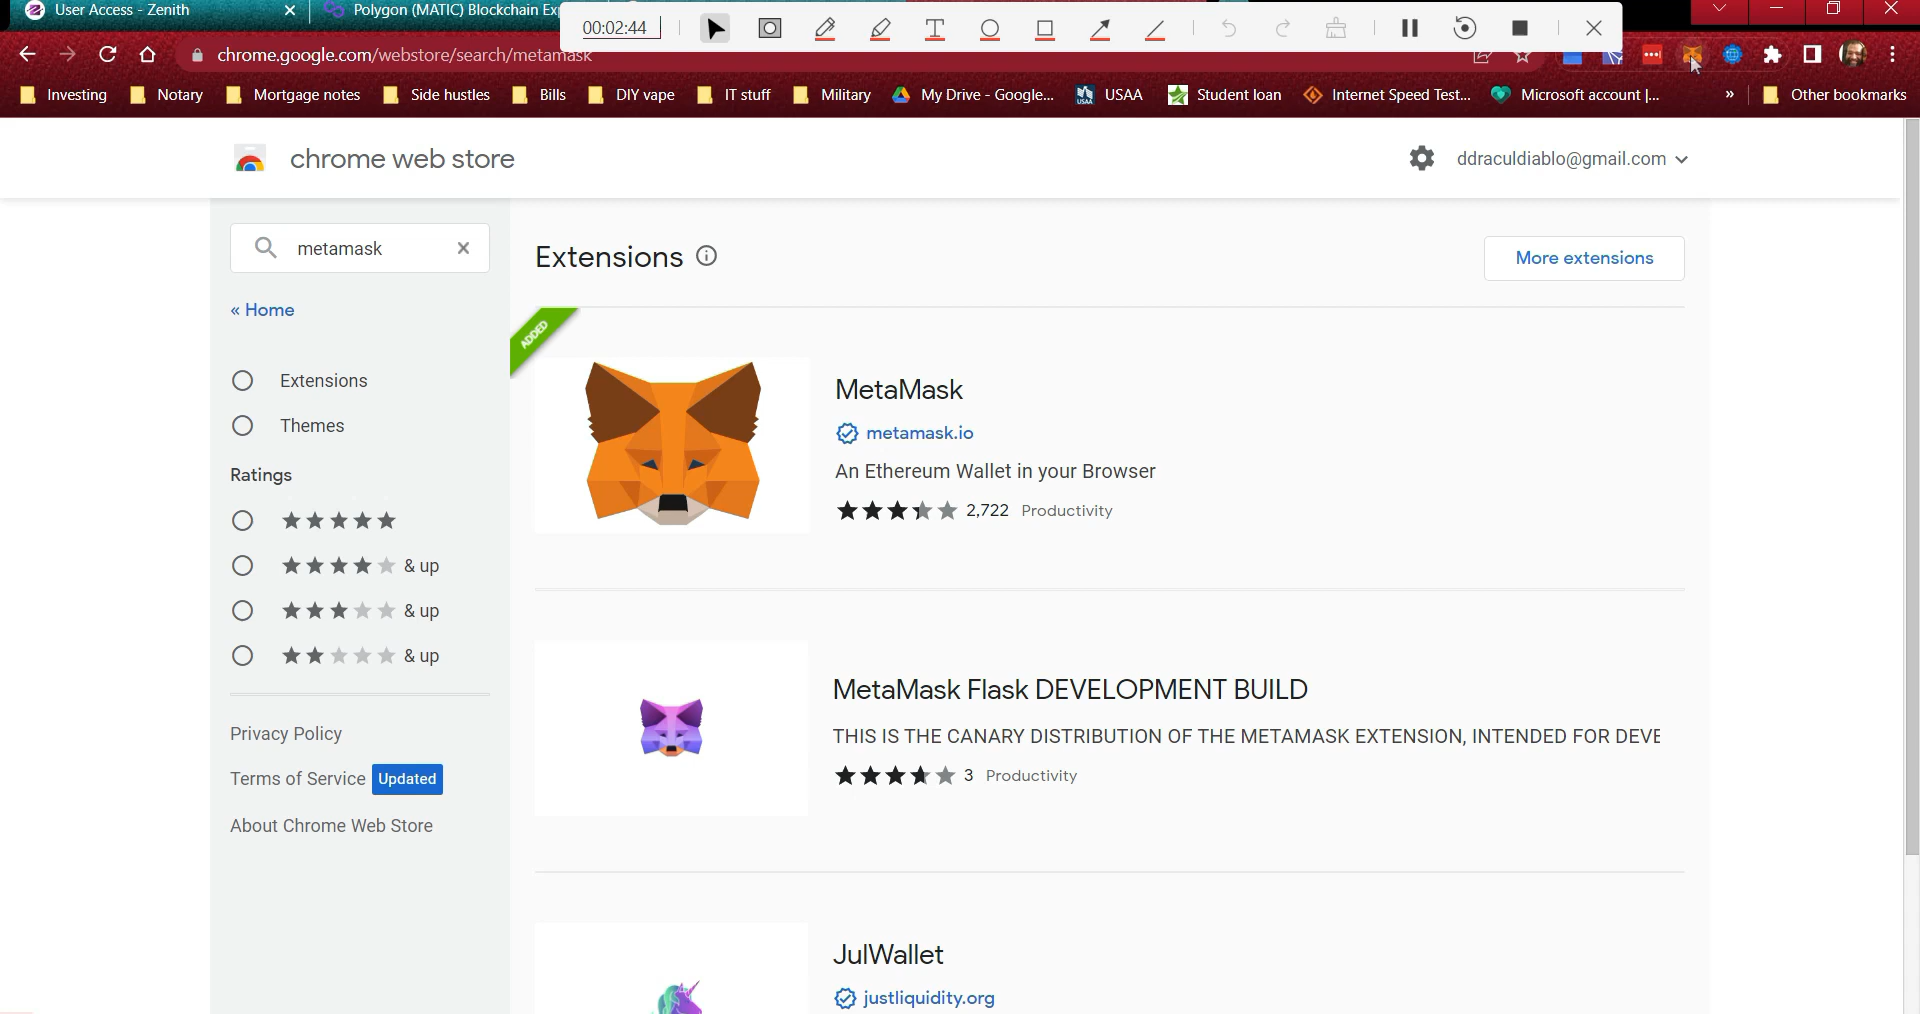 User Access - Zenith
Polygon (MATIC) Blockchain Exp
00:02:44
chrome.google.com/webstore/search/metamask
Investing
Notary
Mortgage notes
Side hustles
Bills
DIY vape
IT stuff
Military
My Drive - Google...
USAA
Student loan
Internet Speed Test...
Microsoft account |...
»
Other bookmarks
chrome web store
ddraculdiablo@gmail.com
metamask
« Home
Extensions
Themes
Ratings
& up
& up
& up
Privacy Policy
Terms of Service Updated
About Chrome Web Store
Extensions
More extensions
ADDED
MetaMask
metamask.io
An Ethereum Wallet in your Browser
2,722 Productivity
MetaMask Flask DEVELOPMENT BUILD
THIS IS THE CANARY DISTRIBUTION OF THE METAMASK EXTENSION, INTENDED FOR DEVE
3 Productivity
JulWallet
justliquidity.org